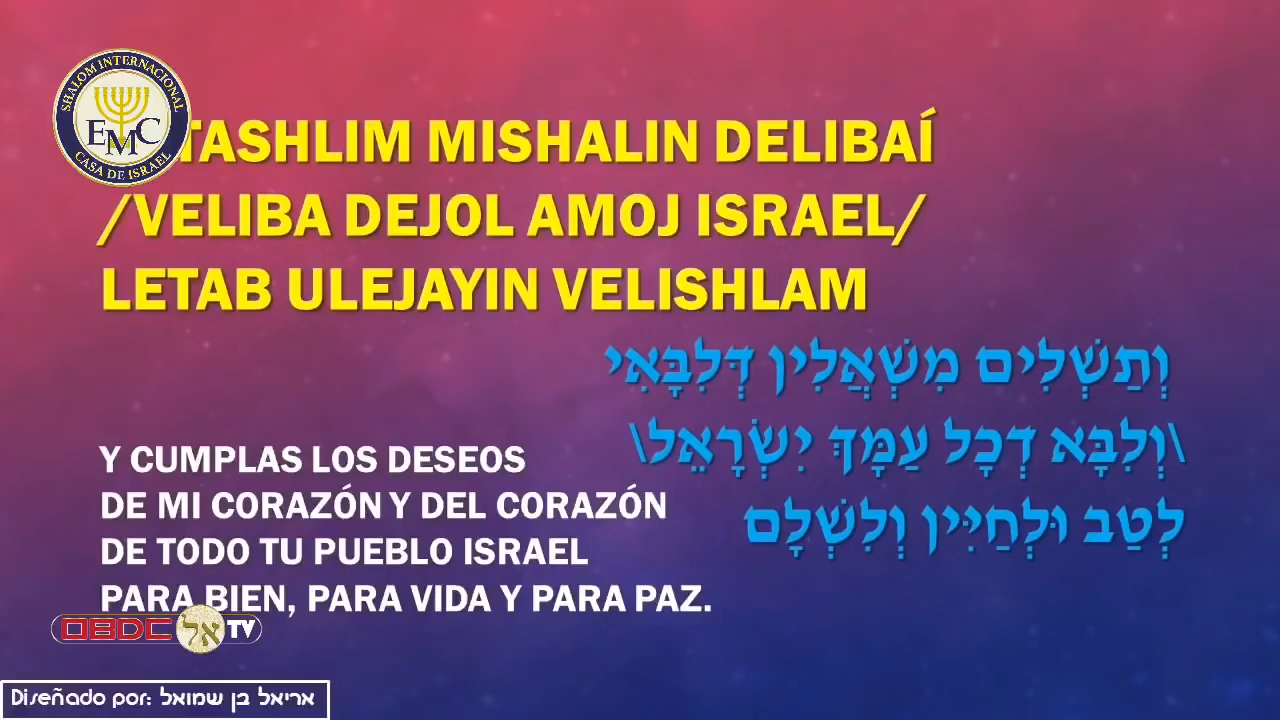 SHALOM INTERNACIONAL
EMC
CASA DE ISRAEL
TASHLIM MISHALIN DELIBAÍ
/VELIBA DEJOL AMOJ ISRAEL/
LETAB ULEJAYIN VELISHLAM
וְתַשְׁלִים מִשְׁאֲלִין דְּלִבָּאִי
\וְלִבָּא דְכָל עַמָּךְ יִשְׂרָאֵל\
לְטַב וּלְחַיִּין וְלִשְׁלָם
Y CUMPLAS LOS DESEOS
DE MI CORAZÓN Y DEL CORAZÓN
DE TODO TU PUEBLO ISRAEL
PARA BIEN, PARA VIDA Y PARA PAZ.
OBDC אל TV
Diseñado por: אריאל בן שמואל